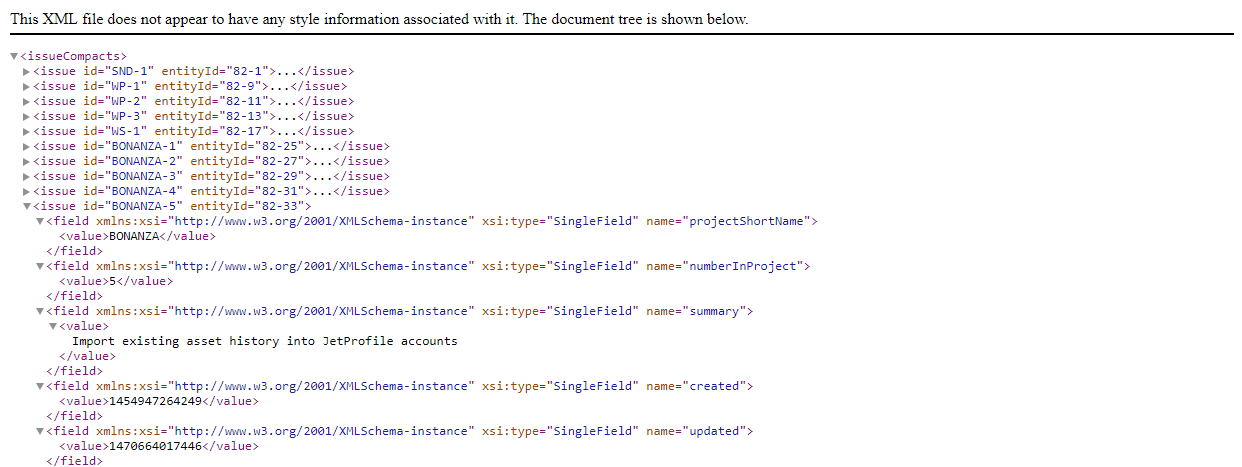 This XML file does not appear to have any style information associated with it. The document tree is shown below.
▼<issueCompacts>
▶<issue id="SND-1" entityId="82-1">...</issue>
▶<issue id="WP-1" entityId="82-9">...</issue>
▶<issue id="WP-2" entityId="82-11">...</issue>
▶<issue id="WP-3" entityId="82-13">...</issue>
▶<issue id="WS-1" entityId="82-17">...</issue>
▶<issue id="BONANZA-1" entityId="82-25">...</issue>
▶<issue id="BONANZA-2" entityId="82-27">...</issue>
▶<issue id="BONANZA-3" entityId="82-29">...</issue>
▶<issue id="BONANZA-4" entityId="82-31">...</issue>
▼<issue id="BONANZA-5" entityId="82-33">
▼<field xmlns:xsi="http://www.w3.org/2001/XMLSchema-instance" xsi:type="SingleField" name="projectShortName">
<value>BONANZA</value>
</field>
▼<field xmlns:xsi="http://www.w3.org/2001/XMLSchema-instance" xsi:type="SingleField" name="numberInProject">
<value>5</value>
</field>
▼<field xmlns:xsi="http://www.w3.org/2001/XMLSchema-instance" xsi:type="SingleField" name="summary">
▼<value>
Import existing asset history into JetProfile accounts
</value>
</field>
▼<field xmlns:xsi="http://www.w3.org/2001/XMLSchema-instance" xsi:type="SingleField" name="created">
<value>1454947264249</value>
</field>
▼<field xmlns:xsi="http://www.w3.org/2001/XMLSchema-instance" xsi:type="SingleField" name="updated">
<value>1470664017446</value>
</field>